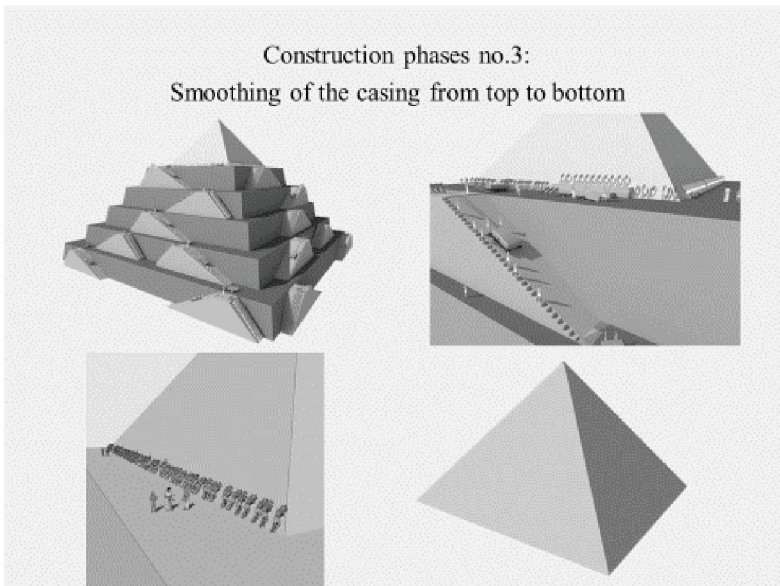 Construction phases no.3:
Smoothing of the casing from top to bottom